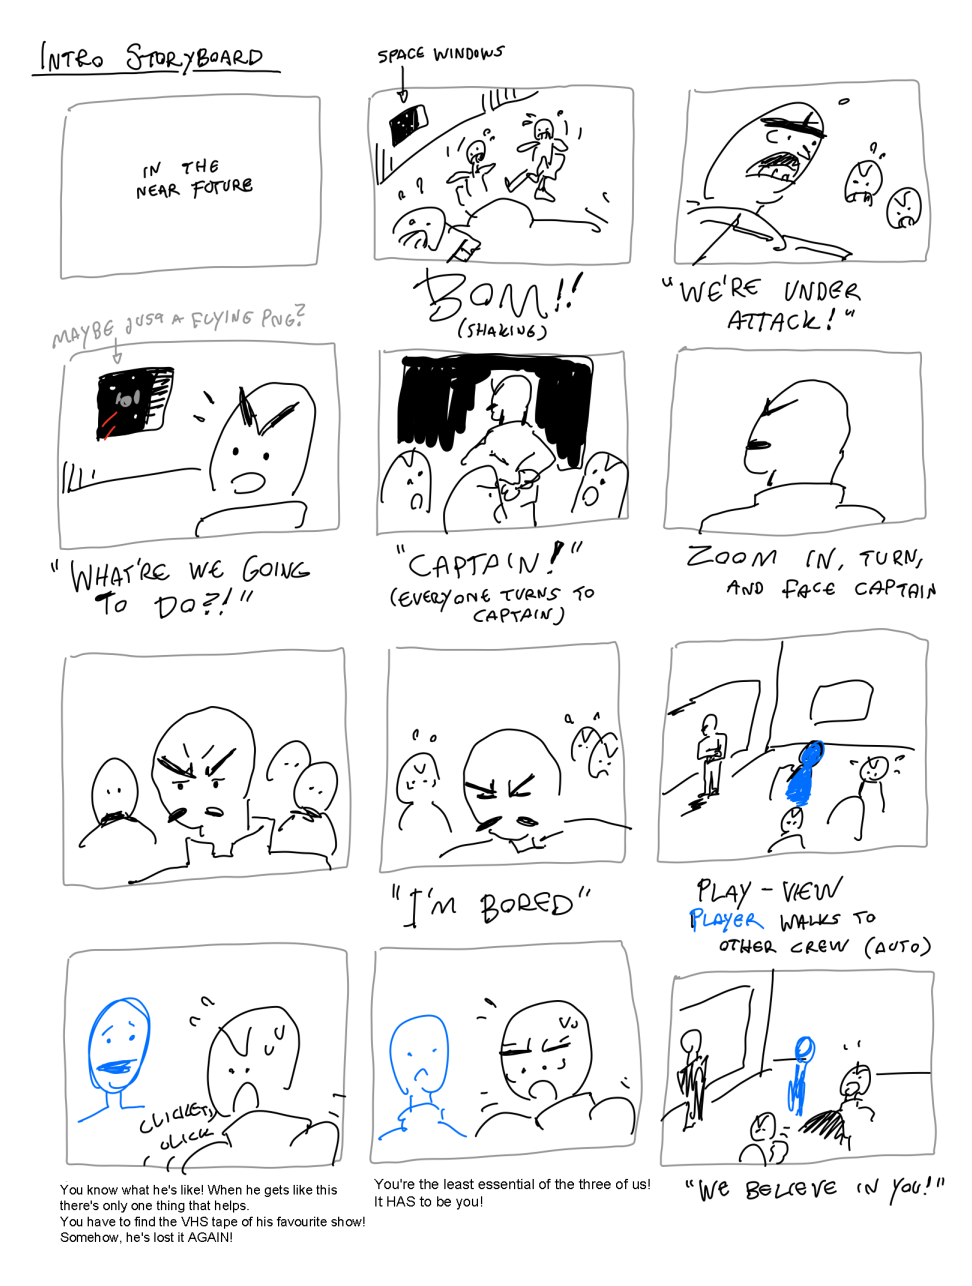 INTRO STORYBOARD
SPACE WINDOWS
IN THE
NEAR FUTURE
BOM!!
(SHAKING)
"WE'RE UNDER
ATTACK!"
MAYBE JUST A FLYING PNG?
"WHAT'RE WE GOING
TO DO?!"
"CAPTAIN!"
(EVERYONE TURNS TO
CAPTAIN)
ZOOM IN, TURN,
AND FACE CAPTAIN
"I'M BORED"
PLAY-VIEW
PLAYER WALKS TO
OTHER CREW (AUTO)
CLICKETY
CLICK
You know what he's like! When he gets like this
there's only one thing that helps.
You have to find the VHS tape of his favourite show!
Somehow, he's lost it AGAIN!
You're the least essential of the three of us!
It HAS to be you!
"WE BELIEVE IN YOU!"